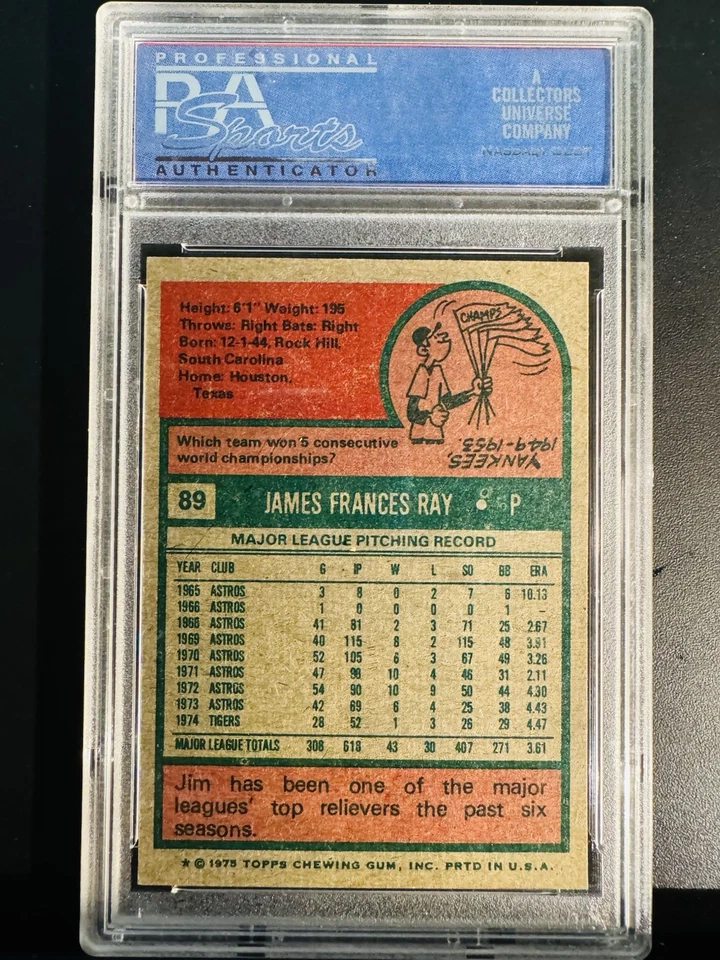 PROFESSIONAL
PSA
Sports
AUTHENTICATOR
A
COLLECTORS
UNIVERSE
COMPANY
Height: 6'1" Weight: 195
Throws: Right Bats: Right
Born: 12-1-44, Rock Hill,
South Carolina
Home: Houston,
Texas
CHAMPS
Which team won 5 consecutive
world championships?
YANKEES,
1949-1953.
89 JAMES FRANCES RAY P
MAJOR LEAGUE PITCHING RECORD
YEAR CLUB G IP W L SO BB ERA
1965 ASTROS 3 8 0 2 7 6 10.13
1966 ASTROS 1 0 0 0 0 1 –
1968 ASTROS 41 81 2 3 71 25 2.67
1969 ASTROS 40 115 8 2 115 48 3.91
1970 ASTROS 52 105 6 3 67 49 3.26
1971 ASTROS 47 98 10 4 46 31 2.11
1972 ASTROS 54 90 10 9 50 44 4.30
1973 ASTROS 42 69 6 4 25 38 4.43
1974 TIGERS 28 52 1 3 26 29 4.47
MAJOR LEAGUE TOTALS 308 618 43 30 407 271 3.61
Jim has been one of the major
leagues' top relievers the past six
seasons.
★ © 1975 TOPPS CHEWING GUM, INC. PRTD IN U.S.A.